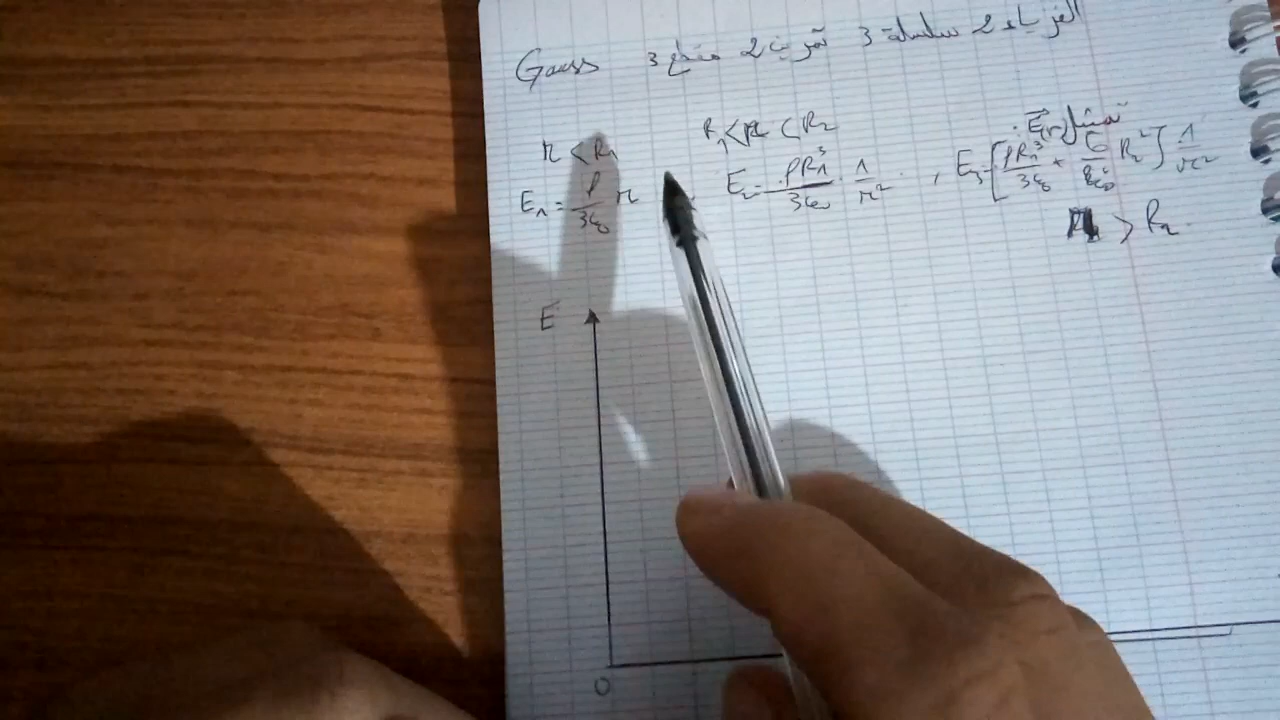 الفيزياء 2 سلسلة 3 تمرين 2 مقطع 3 Gauss
تمثيل E⃗(r).
r < R₁
R₁ < r < R₂
E₁ = ρ/3ε₀ r
E₂ = ρR₁³/3ε₀ · 1/r² ,
E₃ = [ρR₁³/3ε₀ + σ/ε₀ R₂²] 1/r²
> R₂
E
O